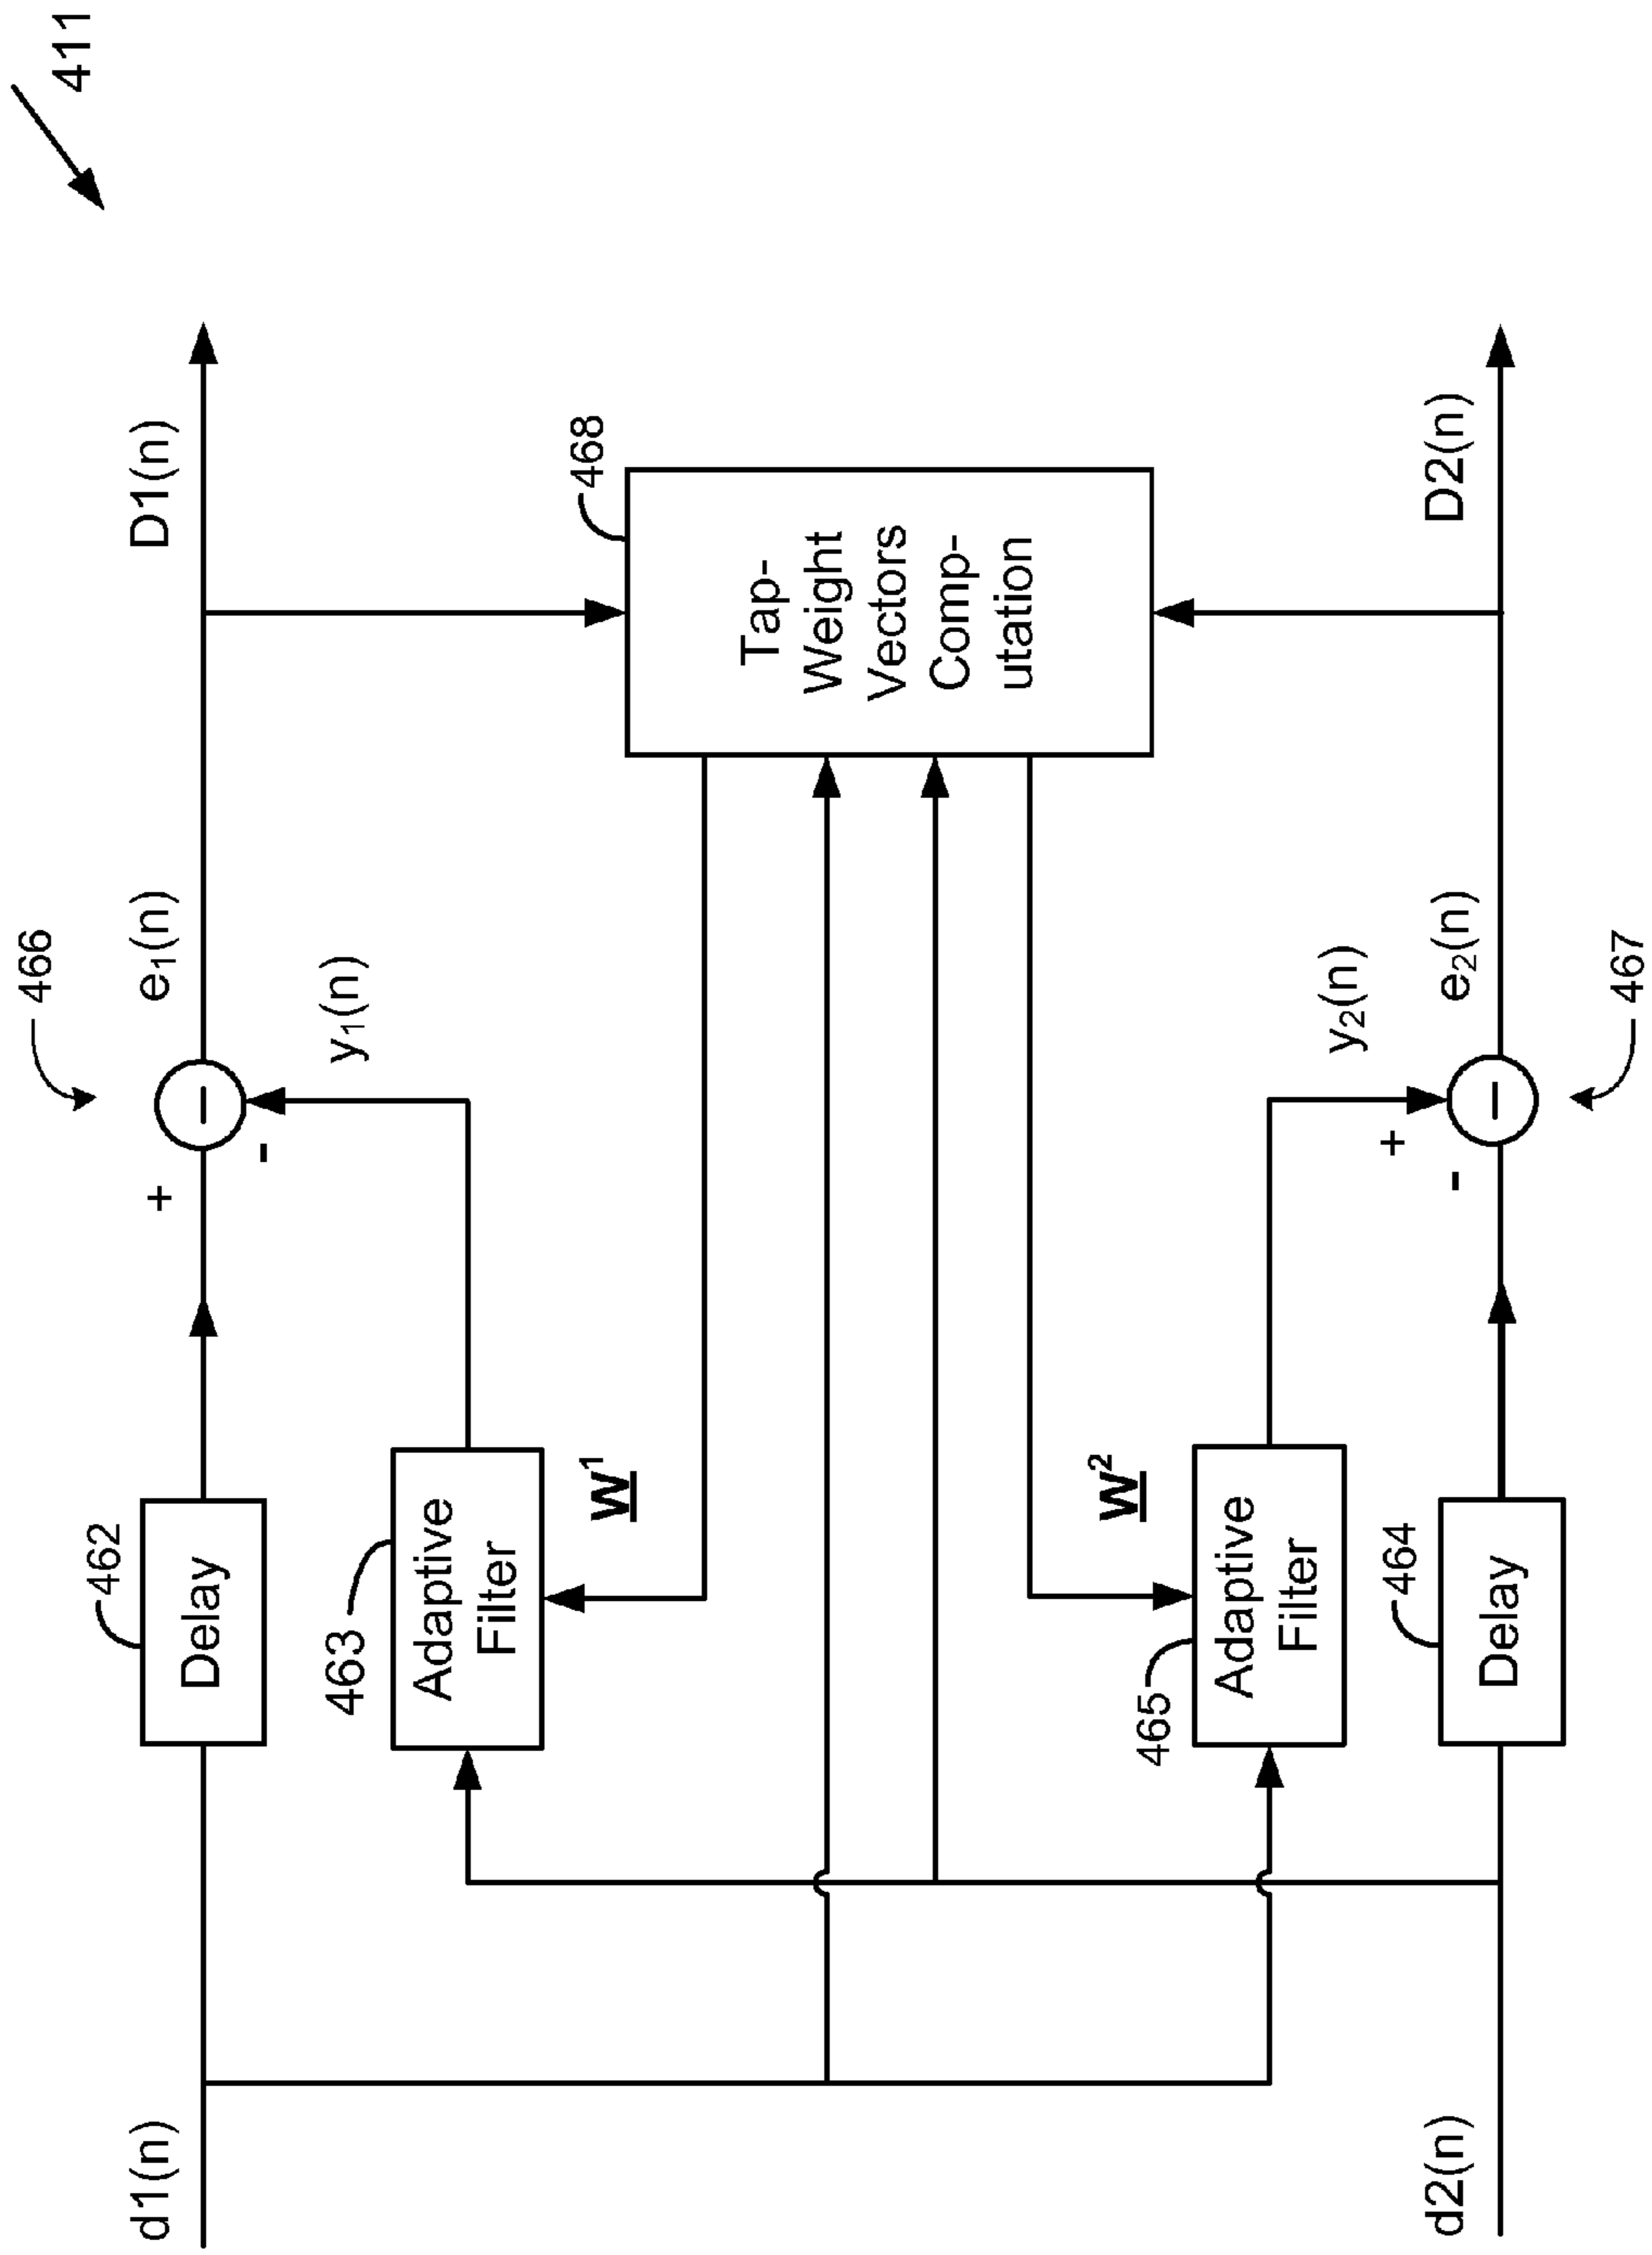 411
D1(n)
466
e₁(n)
468
y₁(n)
+
-
−
462
Delay
463
Adaptive
Filter
w¹
Tap-
Weight
Vectors
Comp-
utation
d1(n)
w²
465
Adaptive
Filter
y₂(n)
+
-
−
464
Delay
e₂(n)
467
D2(n)
d2(n)